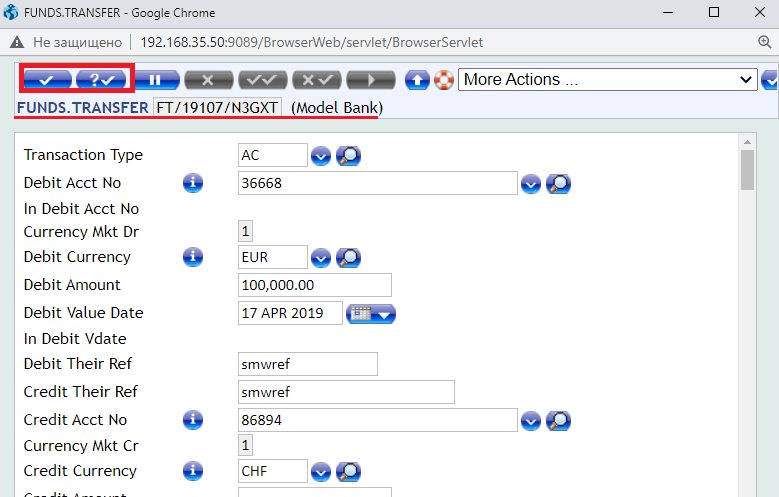 FUNDS.TRANSFER - Google Chrome
Не защищено 192.168.35.50:9089/BrowserWeb/servlet/BrowserServlet
More Actions ...
FUNDS.TRANSFER FT/19107/N3GXT (Model Bank)
Transaction Type AC
Debit Acct No 36668
In Debit Acct No
Currency Mkt Dr 1
Debit Currency EUR
Debit Amount 100,000.00
Debit Value Date 17 APR 2019
In Debit Vdate
Debit Their Ref smwref
Credit Their Ref smwref
Credit Acct No 86894
Currency Mkt Cr 1
Credit Currency CHF
Credit Amount